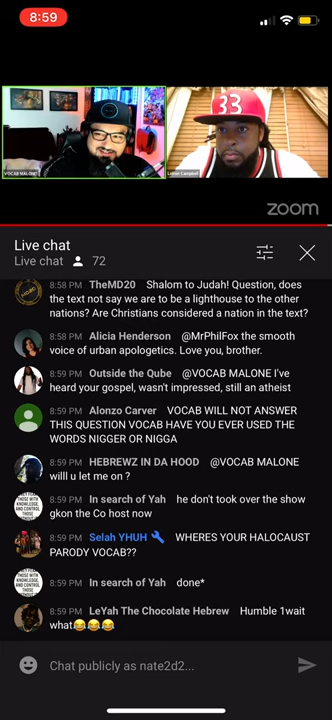 8:59
33
VOCAB MALONE
Campbell
zoom
Live chat
Live chat 72
8:58 PM TheMD20 Shalom to Judah! Question, does
the text not say we are to be a lighthouse to the other
nations? Are Christians considered a nation in the text?
8:58 PM Alicia Henderson @MrPhilFox the smooth
voice of urban apologetics. Love you, brother.
8:59 PM Outside the Qube @VOCAB MALONE I've
heard your gospel, wasn't impressed, still an atheist
8:59 PM Alonzo Carver VOCAB WILL NOT ANSWER
THIS QUESTION VOCAB HAVE YOU EVER USED THE
WORDS NIGGER OR NIGGA
8:59 PM HEBREWZ IN DA HOOD @VOCAB MALONE
willl u let me on ?
8:59 PM In search of Yah he don't took over the show
gkon the Co host now
8:59 PM Selah YHUH WHERES YOUR HOLOCAUST
PARODY VOCAB??
8:59 PM In search of Yah done*
8:59 PM LeYah The Chocolate Hebrew Humble 1wait
what😂😂😂
Chat publicly as nate2d2...